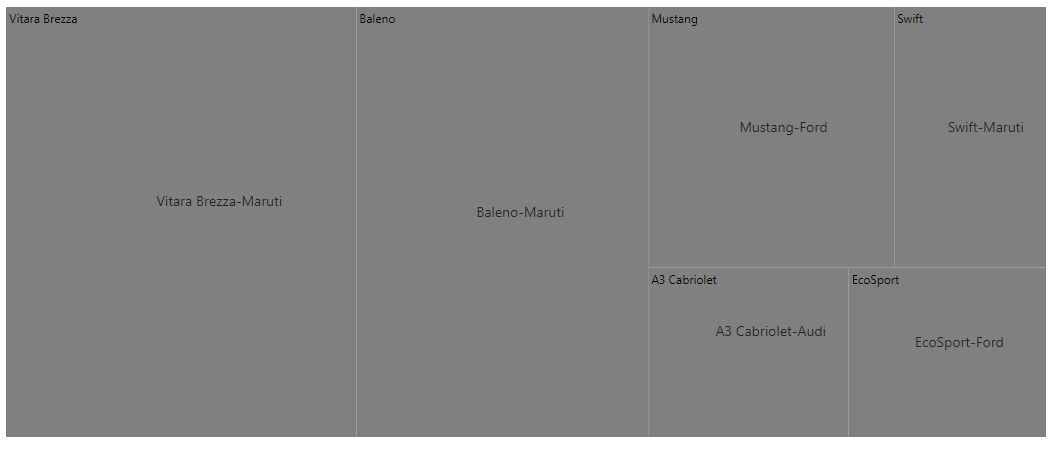 Vitara Brezza
Vitara Brezza-Maruti
Baleno
Baleno-Maruti
Mustang
Mustang-Ford
Swift
Swift-Maruti
A3 Cabriolet
A3 Cabriolet-Audi
EcoSport
EcoSport-Ford